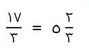 ۱۷/۳ = ۵ ۲/۳